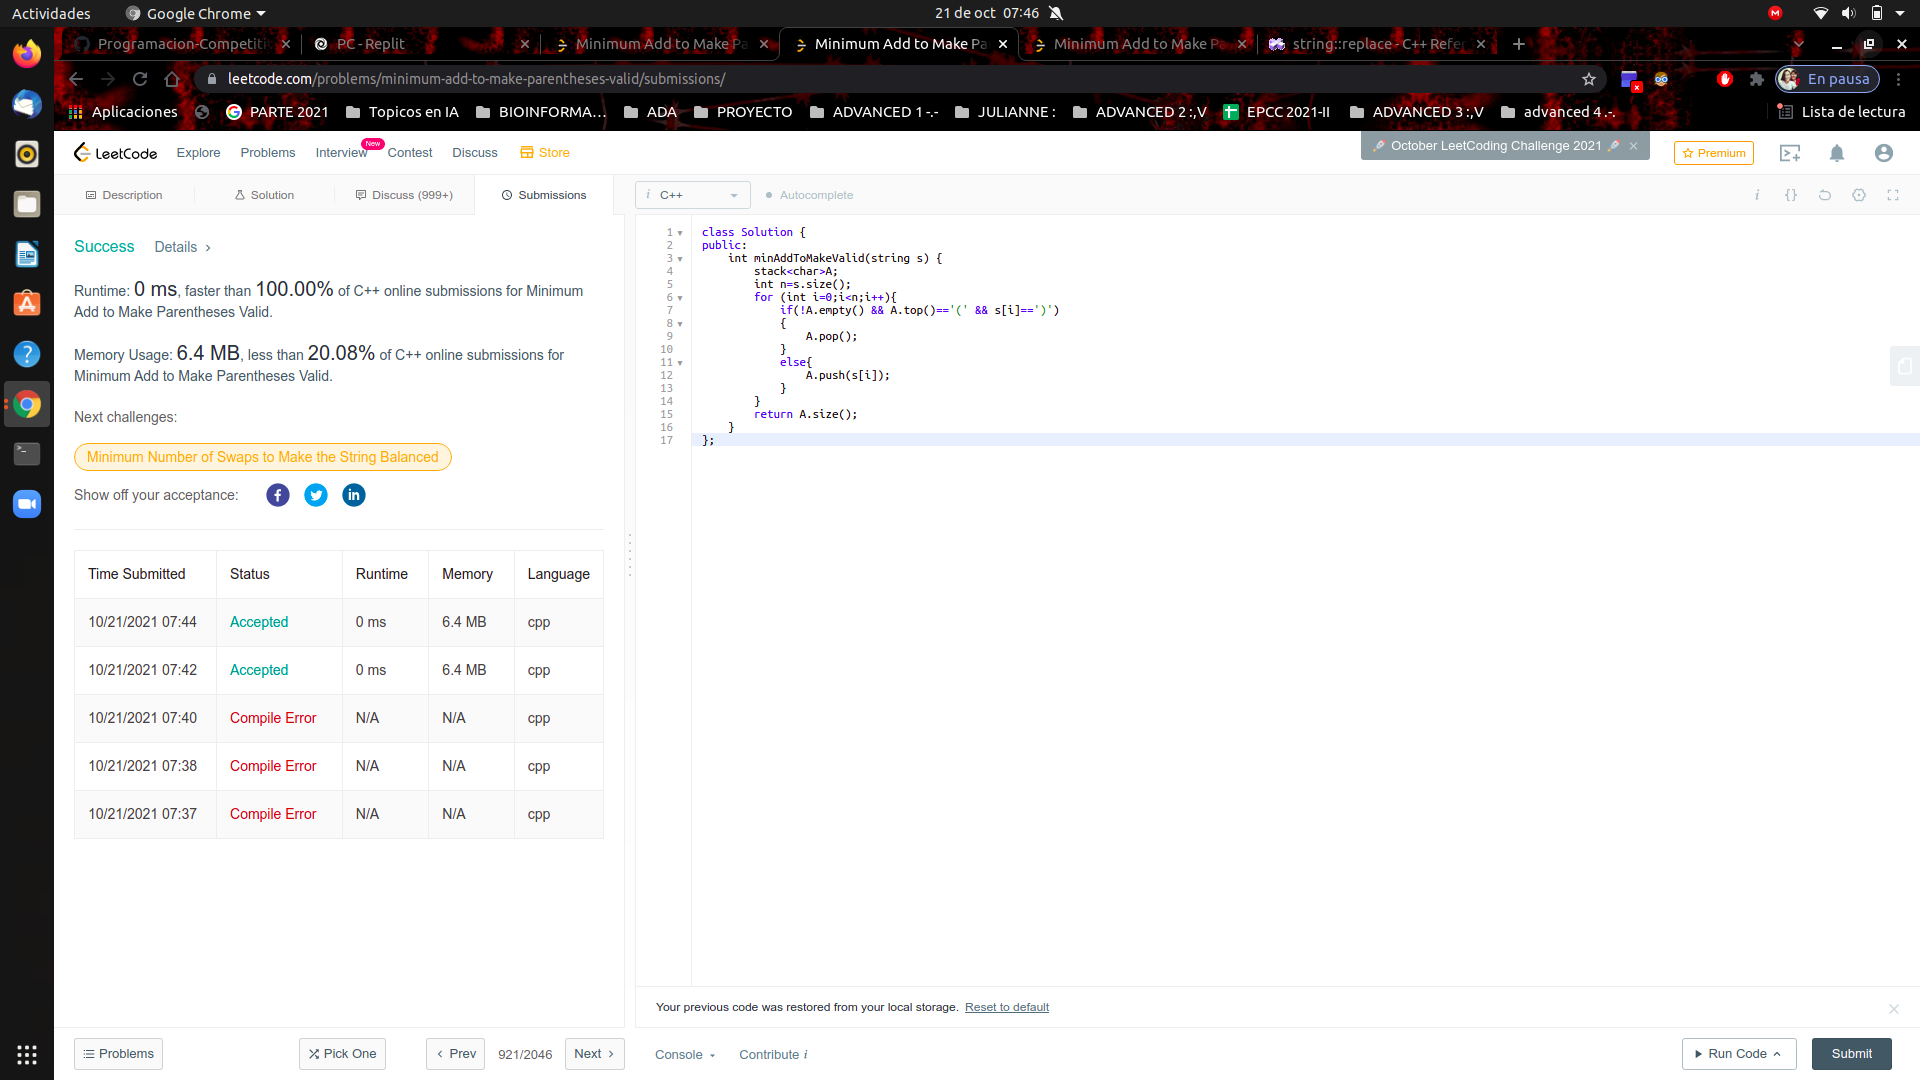 Actividades
Google Chrome
21 de oct 07:46
Programacion-Competiti
PC - Replit
Minimum Add to Make Pa
Minimum Add to Make Pa
Minimum Add to Make Pa
string::replace - C++ Refer
leetcode.com/problems/minimum-add-to-make-parentheses-valid/submissions/
En pausa
Aplicaciones
PARTE 2021
Topicos en IA
BIOINFORMA...
ADA
PROYECTO
ADVANCED 1 -.-
JULIANNE :
ADVANCED 2 :,V
EPCC 2021-II
ADVANCED 3 :,V
advanced 4 .-.
Lista de lectura
LeetCode
Explore
Problems
Interview
New
Contest
Discuss
Store
October LeetCoding Challenge 2021
Premium
Description
Solution
Discuss (999+)
Submissions
i C++
Autocomplete
Success Details >
Runtime: 0 ms, faster than 100.00% of C++ online submissions for Minimum
Add to Make Parentheses Valid.
Memory Usage: 6.4 MB, less than 20.08% of C++ online submissions for
Minimum Add to Make Parentheses Valid.
Next challenges:
Minimum Number of Swaps to Make the String Balanced
Show off your acceptance:
Time Submitted Status Runtime Memory Language
10/21/2021 07:44 Accepted 0 ms 6.4 MB cpp
10/21/2021 07:42 Accepted 0 ms 6.4 MB cpp
10/21/2021 07:40 Compile Error N/A N/A cpp
10/21/2021 07:38 Compile Error N/A N/A cpp
10/21/2021 07:37 Compile Error N/A N/A cpp
1 class Solution {
2 public:
3 int minAddToMakeValid(string s) {
4 stack<char>A;
5 int n=s.size();
6 for (int i=0;i<n;i++){
7 if(!A.empty() && A.top()=='(' && s[i]==')')
8 {
9 A.pop();
10 }
11 else{
12 A.push(s[i]);
13 }
14 }
15 return A.size();
16 }
17 };
Your previous code was restored from your local storage. Reset to default
Problems
Pick One
‹ Prev
921/2046
Next ›
Console
Contribute i
Run Code
Submit